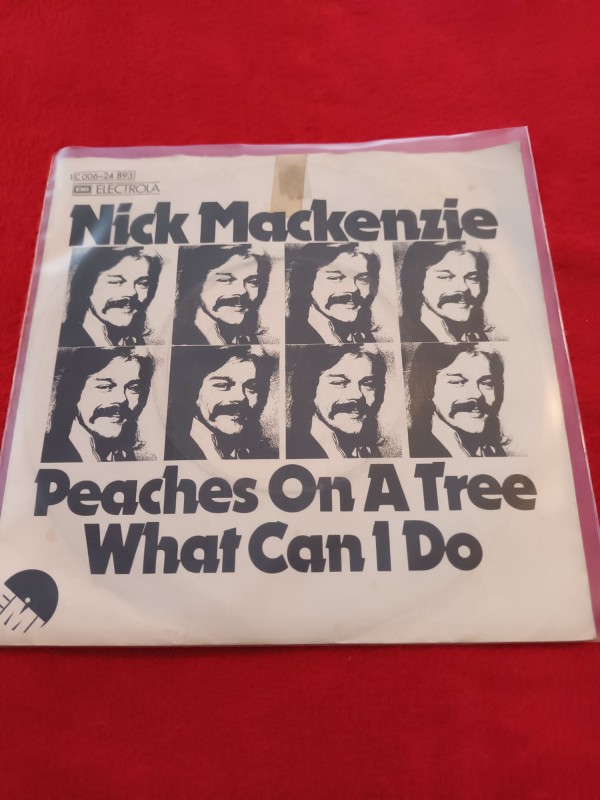 1C 006-24 893
EMI ELECTROLA
Nick Mackenzie
Peaches On A Tree
What Can I Do
EMI